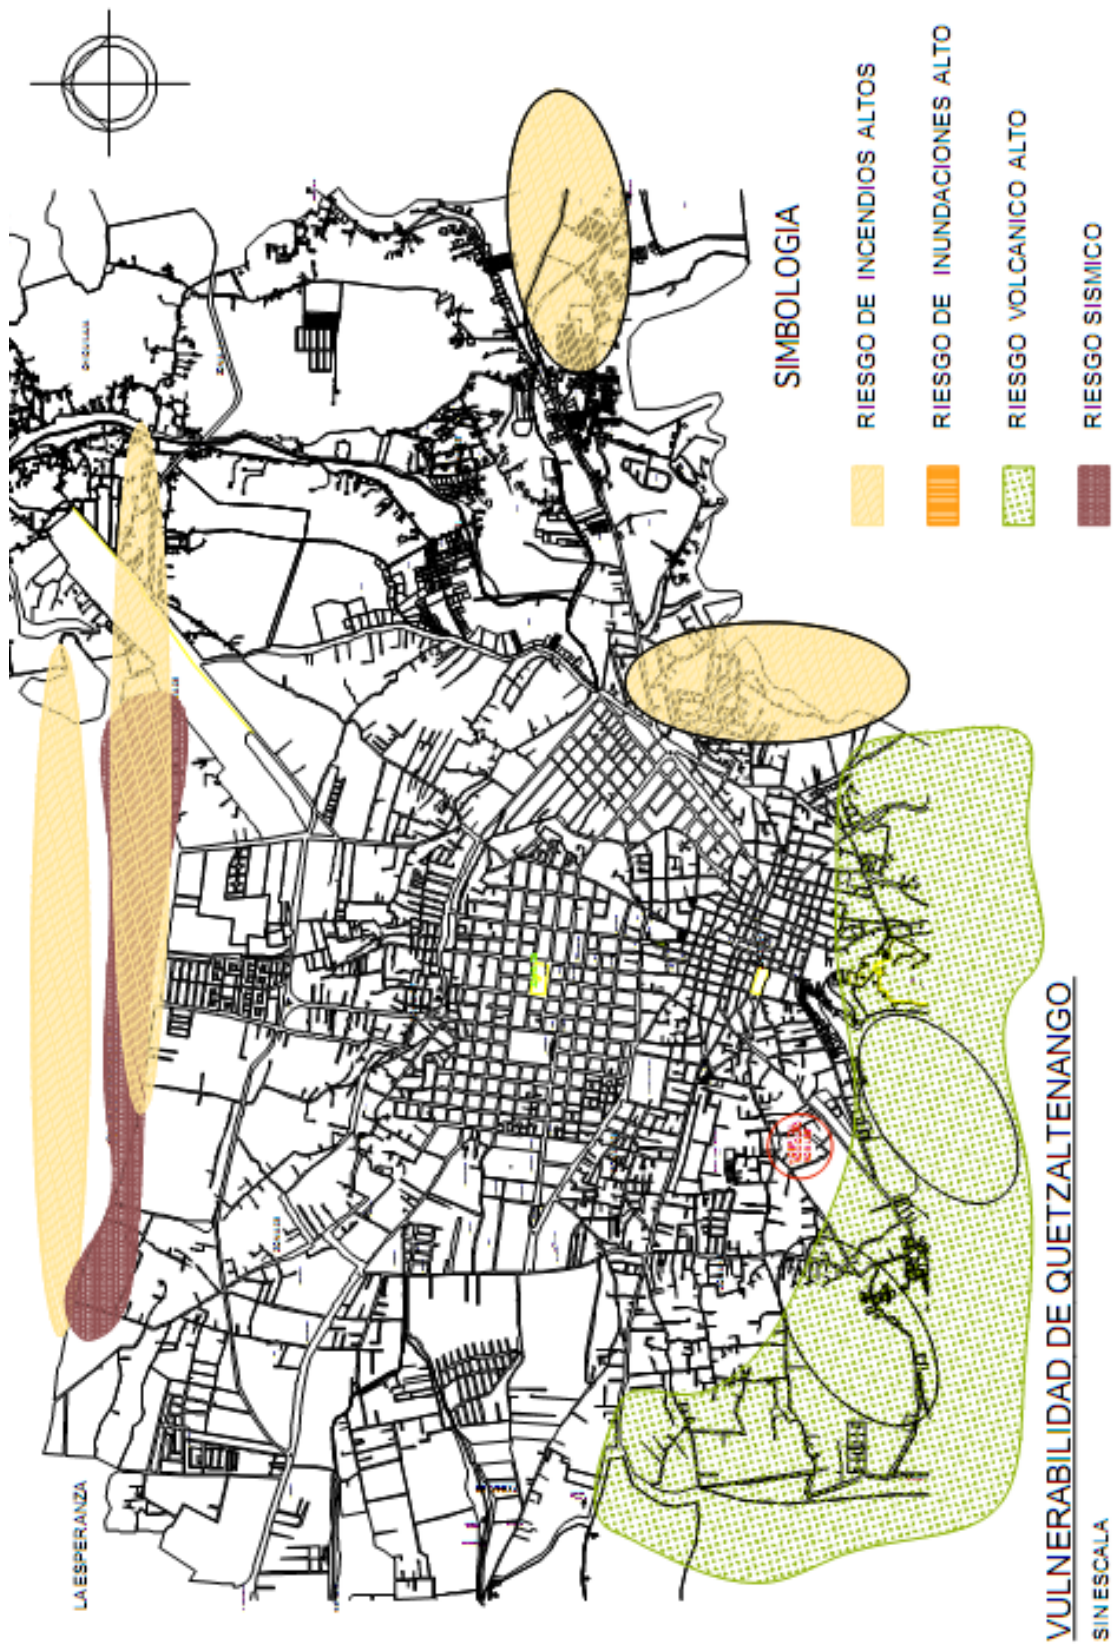 LA ESPERANZA
SIMBOLOGIA
RIESGO DE INCENDIOS ALTOS
RIESGO DE INUNDACIONES ALTO
RIESGO VOLCANICO ALTO
RIESGO SISMICO
VULNERABILIDAD DE QUETZALTENANGO
SIN ESCALA